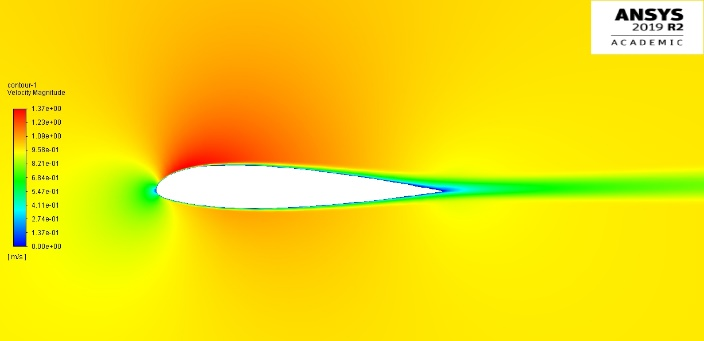 ANSYS
2019 R2
ACADEMIC
contour-1
Velocity Magnitude
1.37e+00
1.23e+00
1.09e+00
9.58e-01
8.21e-01
6.84e-01
5.47e-01
4.11e-01
2.74e-01
1.37e-01
0.00e+00
[m/s]